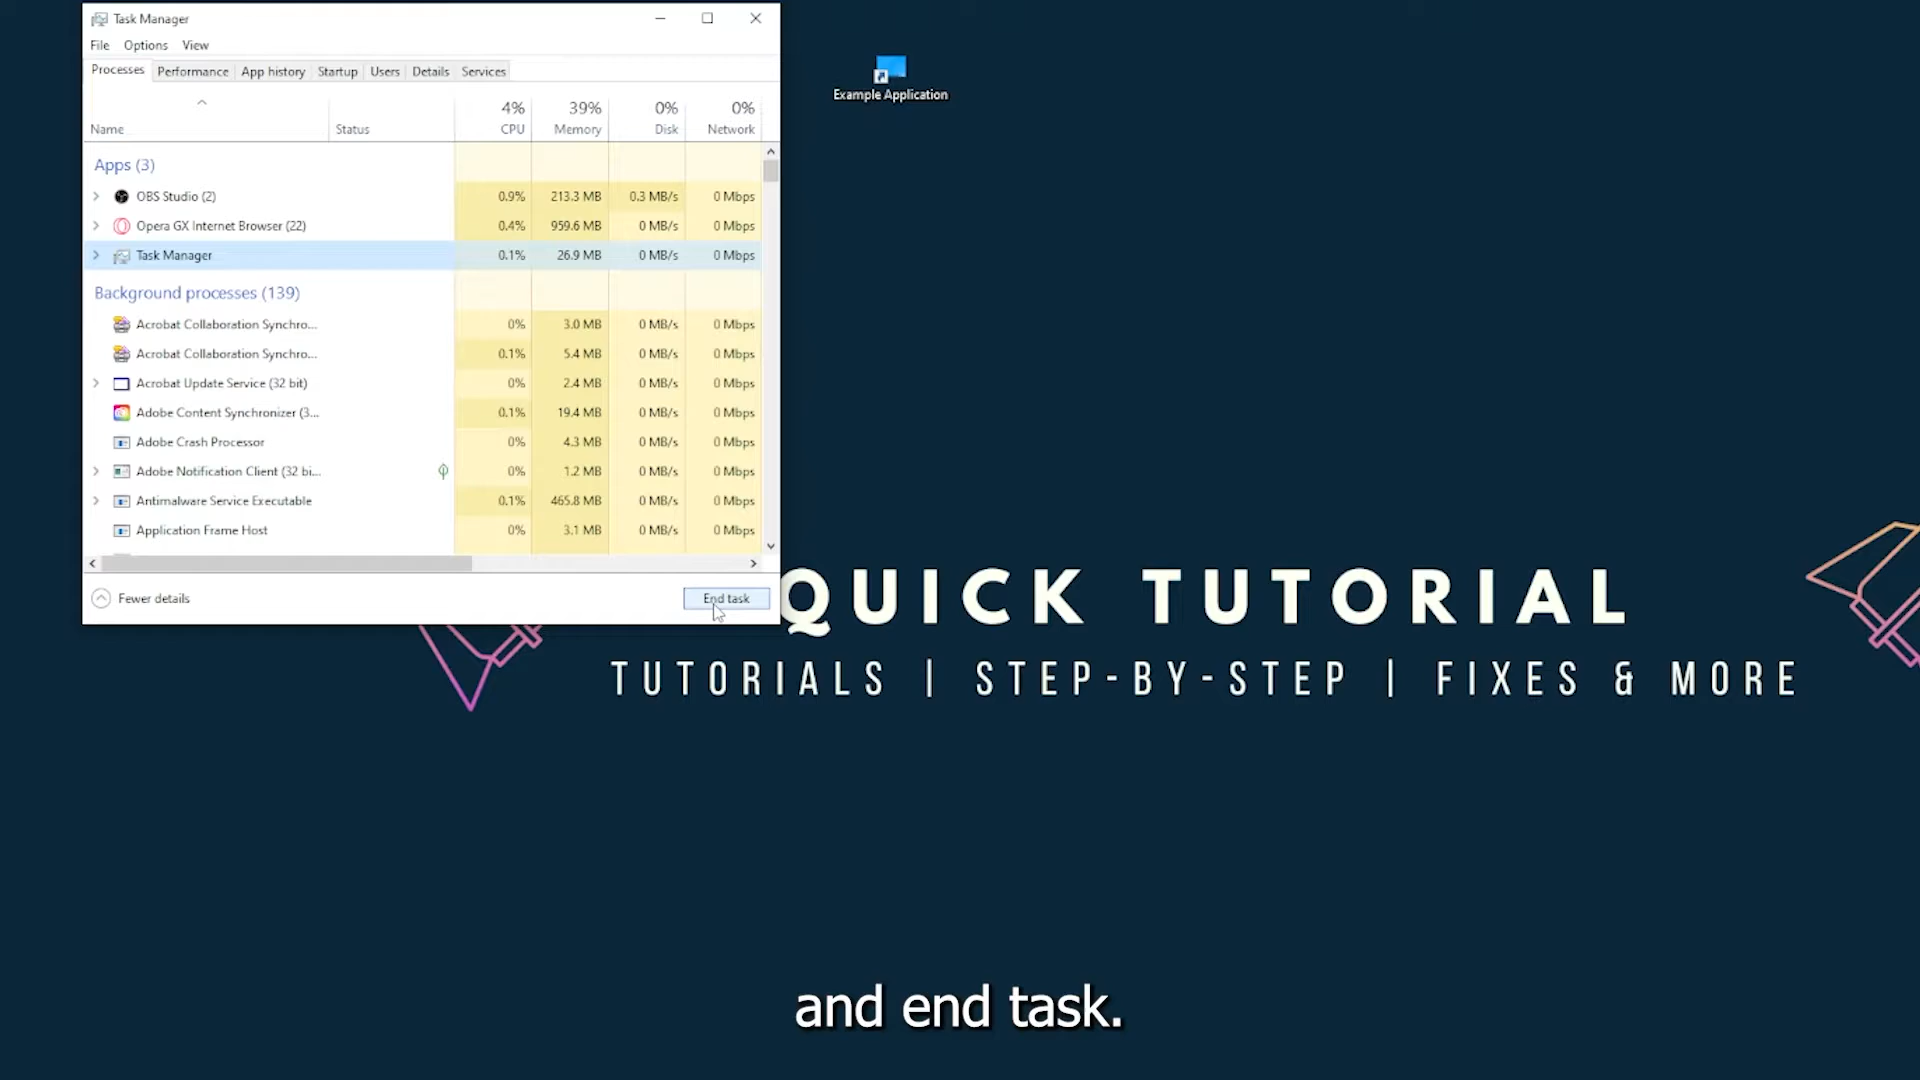 Task Manager
File Options View
Processes Performance App history Startup Users Details Services
4% 39% 0% 0%
Name Status CPU Memory Disk Network
Apps (3)
OBS Studio (2) 0.9% 213.3 MB 0.3 MB/s 0 Mbps
Opera GX Internet Browser (22) 0.4% 959.6 MB 0 MB/s 0 Mbps
Task Manager 0.1% 26.9 MB 0 MB/s 0 Mbps
Background processes (139)
Acrobat Collaboration Synchro... 0% 3.0 MB 0 MB/s 0 Mbps
Acrobat Collaboration Synchro... 0.1% 5.4 MB 0 MB/s 0 Mbps
Acrobat Update Service (32 bit) 0% 2.4 MB 0 MB/s 0 Mbps
Adobe Content Synchronizer (3... 0.1% 19.4 MB 0 MB/s 0 Mbps
Adobe Crash Processor 0% 4.3 MB 0 MB/s 0 Mbps
Adobe Notification Client (32 bi... 0% 1.2 MB 0 MB/s 0 Mbps
Antimalware Service Executable 0.1% 465.8 MB 0 MB/s 0 Mbps
Application Frame Host 0% 3.1 MB 0 MB/s 0 Mbps
Fewer details End task
Example Application
QUICK TUTORIAL
TUTORIALS | STEP-BY-STEP | FIXES & MORE
and end task.